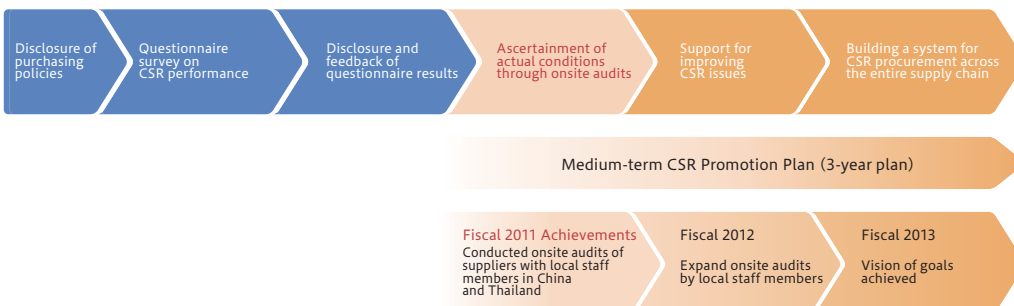 Disclosure of
purchasing
policies
Questionnaire
survey on
CSR performance
Disclosure and
feedback of
questionnaire results
Ascertainment of
actual conditions
through onsite audits
Support for
improving
CSR issues
Building a system for
CSR procurement across
the entire supply chain
Medium-term CSR Promotion Plan (3-year plan)
Fiscal 2011 Achievements
Conducted onsite audits of
suppliers with local staff
members in China
and Thailand
Fiscal 2012
Expand onsite audits
by local staff members
Fiscal 2013
Vision of goals
achieved